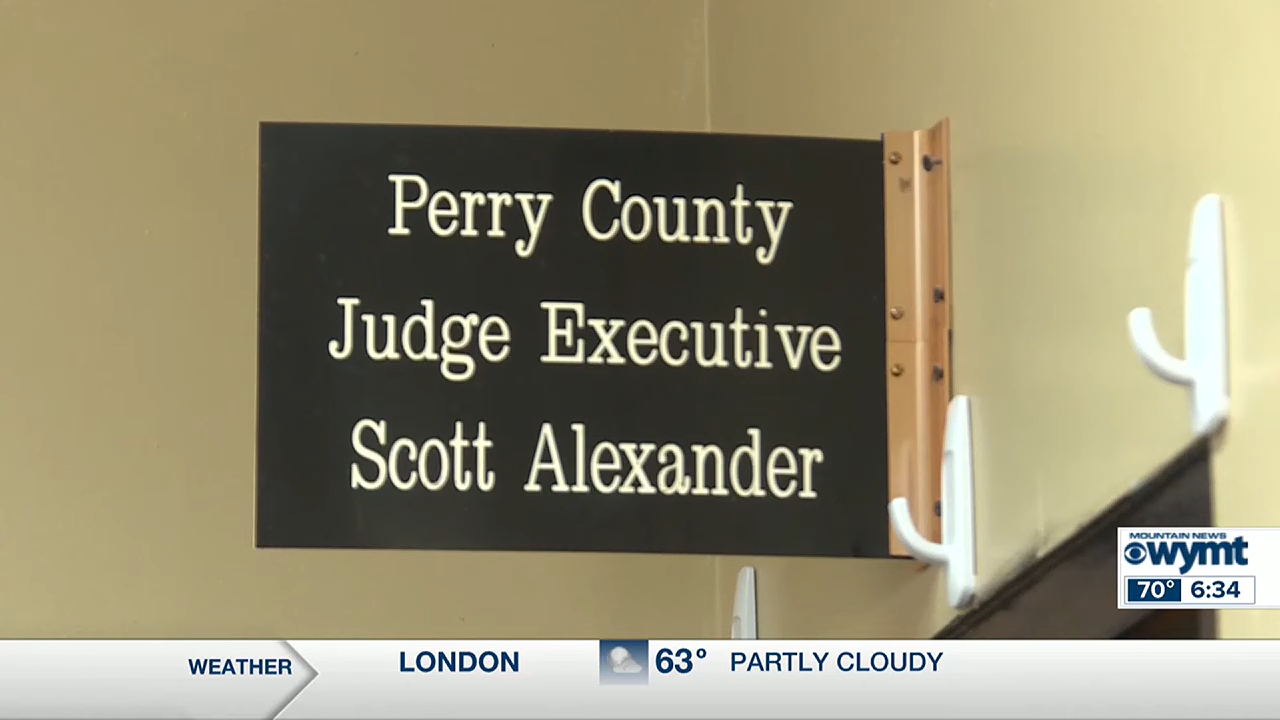 Perry County
Judge Executive
Scott Alexander
MOUNTAIN NEWS
wymt
70° 6:34
WEATHER LONDON 63° PARTLY CLOUDY